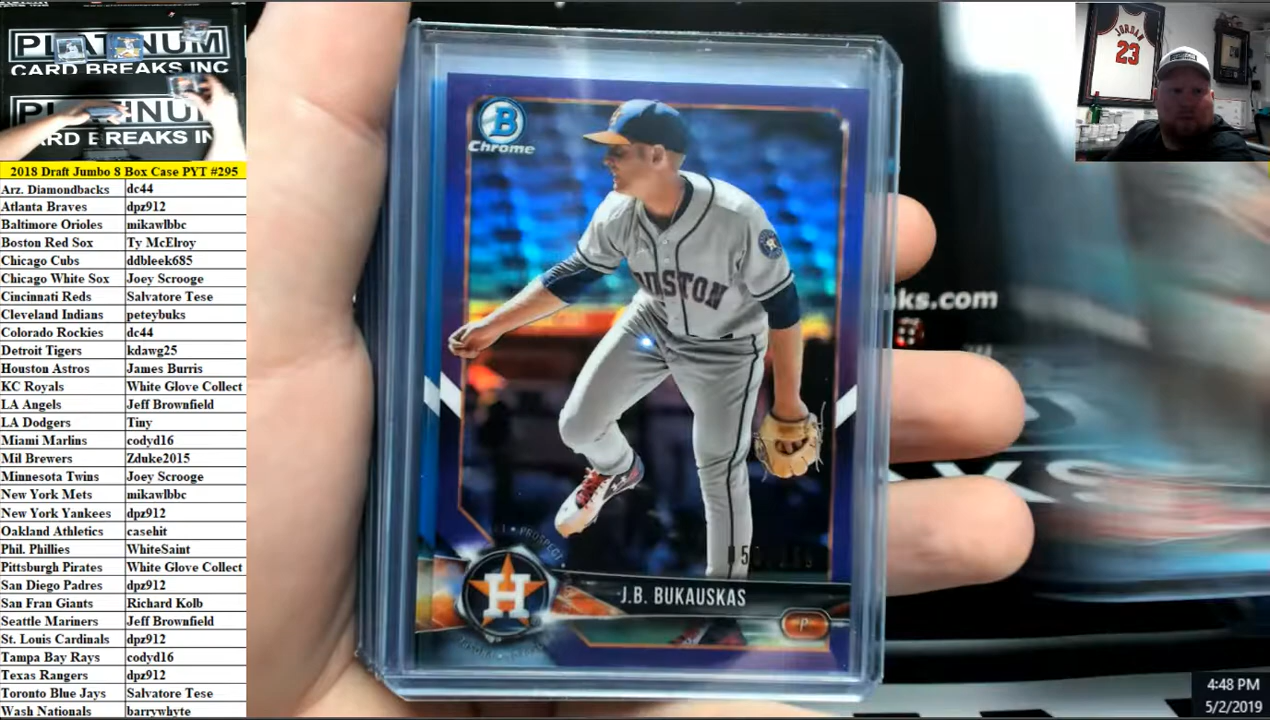 PLATINUM
CARD BREAKS INC
JORDAN
23
2018 Draft Jumbo 8 Box Case PYT #295
Arz. Diamondbacks dc44
Atlanta Braves dpz912
Baltimore Orioles mikawlbbc
Boston Red Sox Ty McElroy
Chicago Cubs ddbleek685
Chicago White Sox Joey Scrooge
Cincinnati Reds Salvatore Tese
Cleveland Indians peteybuks
Colorado Rockies dc44
Detroit Tigers kdawg25
Houston Astros James Burris
KC Royals White Glove Collect
LA Angels Jeff Brownfield
LA Dodgers Tiny
Miami Marlins codyd16
Mil Brewers Zduke2015
Minnesota Twins Joey Scrooge
New York Mets mikawlbbc
New York Yankees dpz912
Oakland Athletics casehit
Phil. Phillies WhiteSaint
Pittsburgh Pirates White Glove Collect
San Diego Padres dpz912
San Fran Giants Richard Kolb
Seattle Mariners Jeff Brownfield
St. Louis Cardinals dpz912
Tampa Bay Rays codyd16
Texas Rangers dpz912
Toronto Blue Jays Salvatore Tese
Wash Nationals barrywhyte
B
Chrome
HOUSTON
PROSPECT
H
J.B. BUKAUSKAS
P
ks.com
4:48 PM
5/2/2019